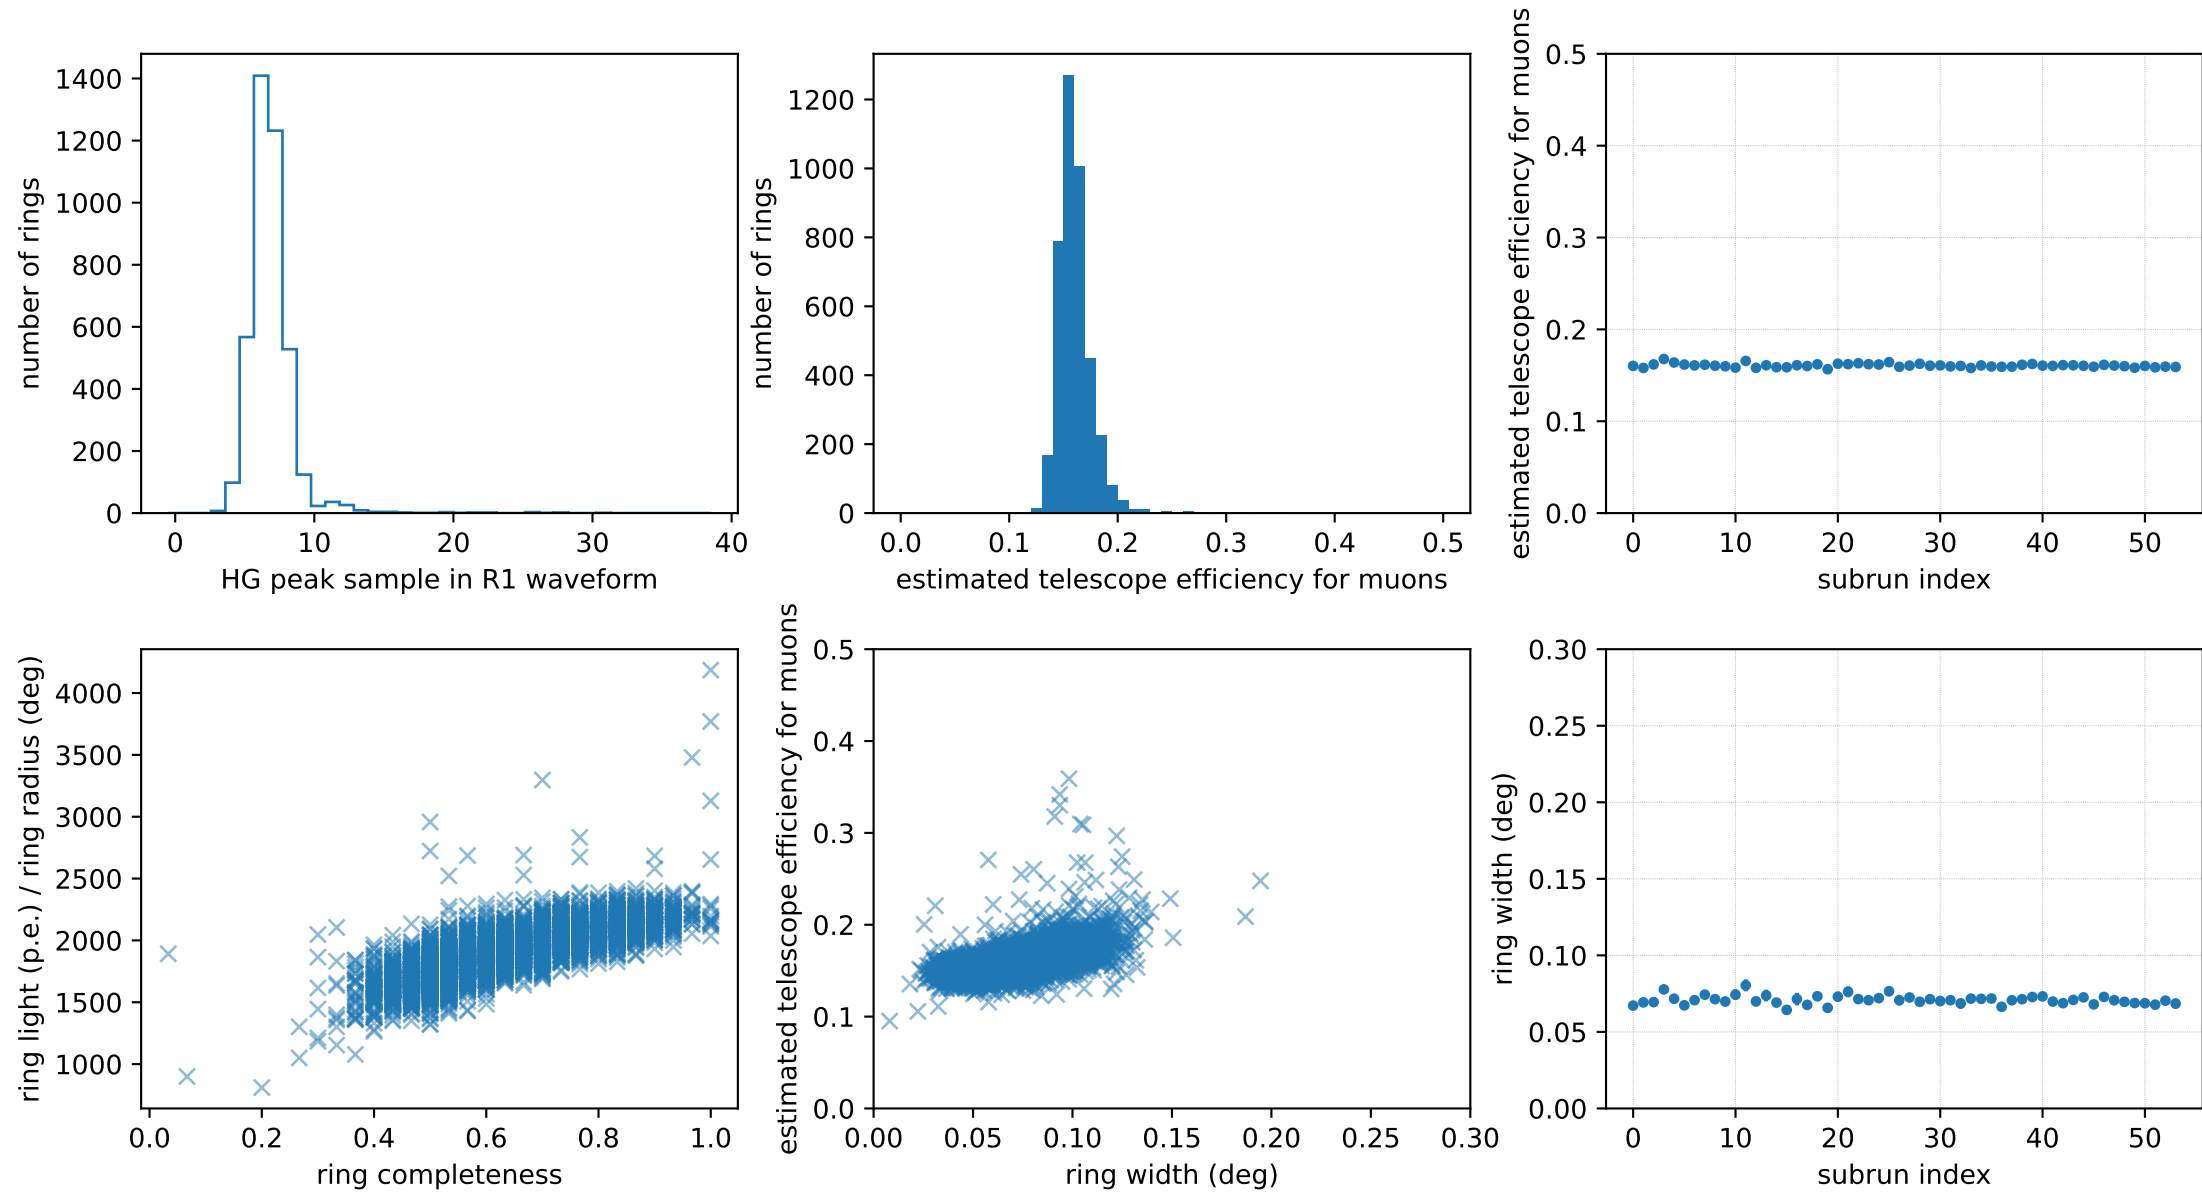 number of rings
1400
1200
1000
800
600
400
200
0
0 10 20 30 40
HG peak sample in R1 waveform
number of rings
1200
1000
800
600
400
200
0
0.0 0.1 0.2 0.3 0.4 0.5
estimated telescope efficiency for muons
estimated telescope efficiency for muons
0.5
0.4
0.3
0.2
0.1
0.0
0 10 20 30 40 50
subrun index
ring light (p.e.) / ring radius (deg)
4000
3500
3000
2500
2000
1500
1000
0.0 0.2 0.4 0.6 0.8 1.0
ring completeness
estimated telescope efficiency for muons
0.5
0.4
0.3
0.2
0.1
0.0
0.00 0.05 0.10 0.15 0.20 0.25 0.30
ring width (deg)
ring width (deg)
0.30
0.25
0.20
0.15
0.10
0.05
0.00
0 10 20 30 40 50
subrun index